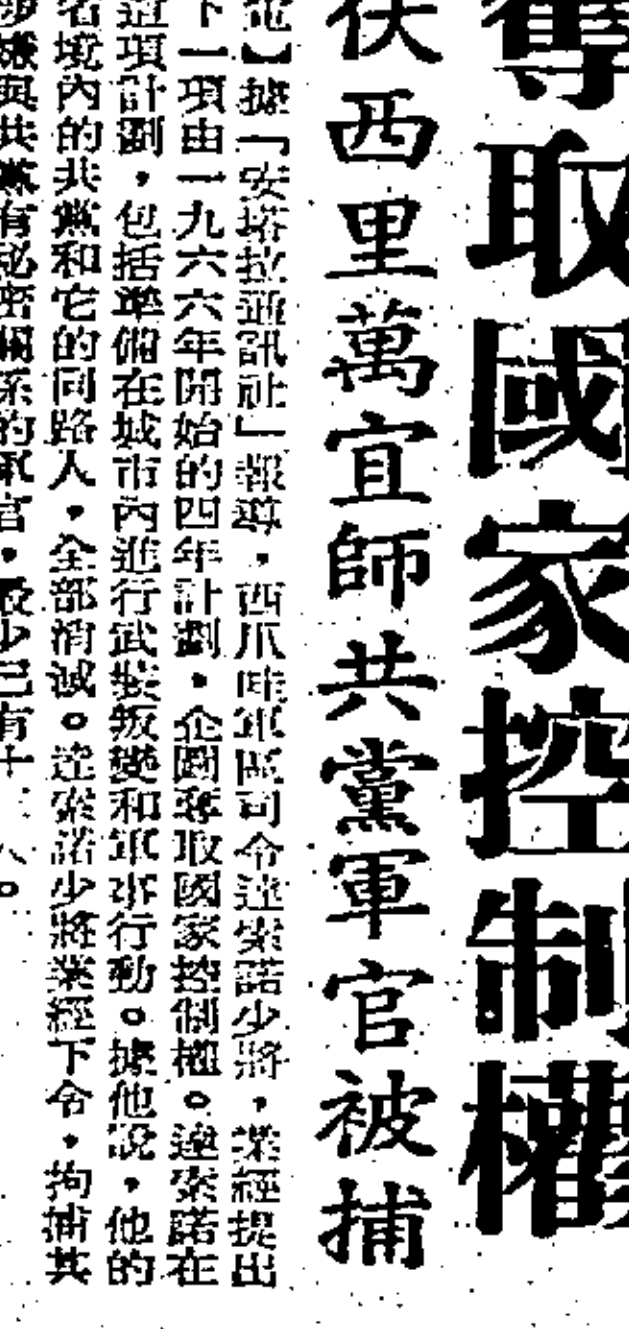 奪取國家控制權
伏西里萬宜師共黨軍官被捕
電】據「安塔拉通訊社」報導，西爪哇軍區司令達索諾少將，業經提出
下一項由一九六六年開始的四年計劃，企圖奪取國家控制權。達索諾在
這項計劃，包括準備在城市內進行武裝叛變和軍事行動。據他說，他的
省境內的共黨和它的同路人，全部消滅。達索諾少將業經下令，拘捕其
涉嫌與共黨有秘密關係的軍官，最少已有十三人。